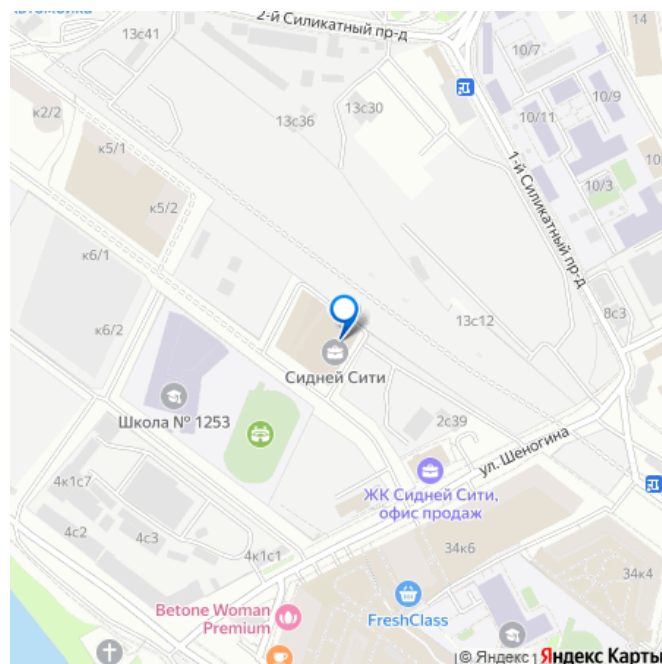 2-й Силикатный пр-д
13с41
14
10/7
к2/2
13с36
13с30
10/9
10/11
к5/1
10
1-й Силикатный пр-д
10/3
к5/2
к6/1
8с3
13с12
к6/2
Сидней Сити
Школа № 1253
2с39
ул. Шеногина
4к1с7
ЖК Сидней Сити,
офис продаж
4с2
4с3
4к1с1
34к6
34к4
Betone Woman
Premium
FreshClass
© Яндекс
1
Яндекс Карты